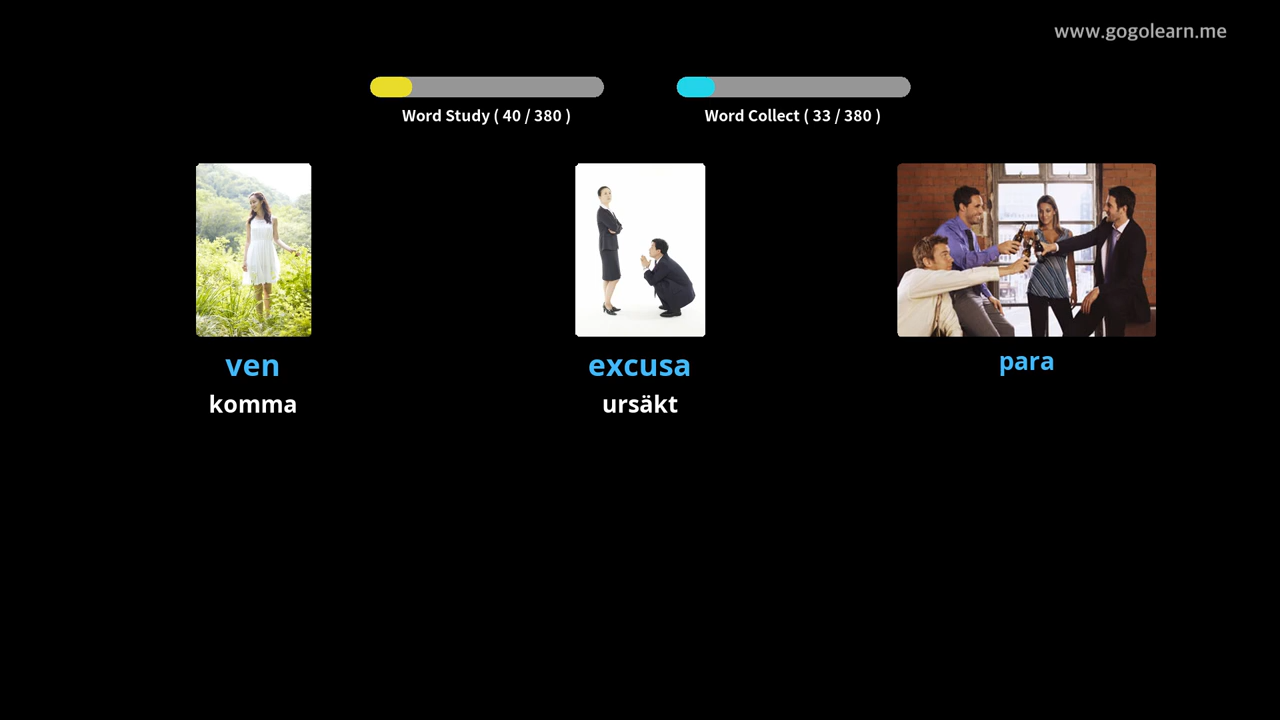 www.gogolearn.me
Word Study ( 40 / 380 )
Word Collect ( 33 / 380 )
ven
komma
excusa
ursäkt
para